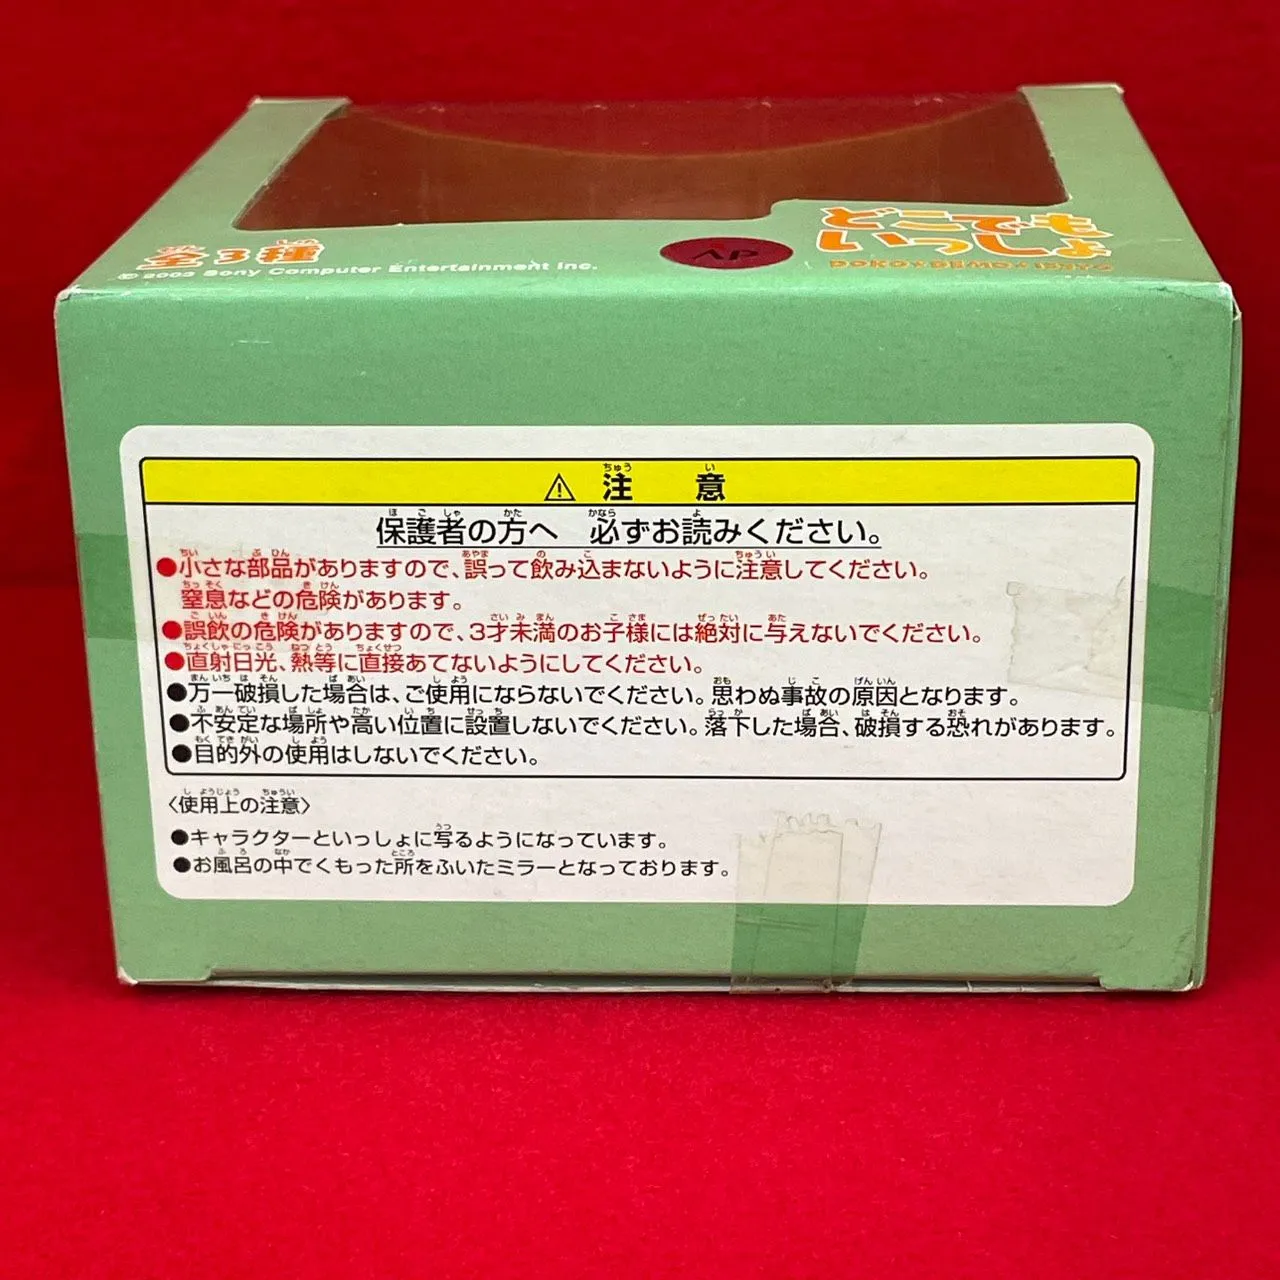 全3種
© 2003 Sony Computer Entertainment Inc.
AP
どこでも
いっしょ
DOKO★DEMO★ISSYO
⚠ 注意
保護者の方へ 必ずお読みください。
●小さな部品がありますので、誤って飲み込まないように注意してください。
窒息などの危険があります。
●誤飲の危険がありますので、3才未満のお子様には絶対に与えないでください。
●直射日光、熱等に直接あてないようにしてください。
●万一破損した場合は、ご使用にならないでください。思わぬ事故の原因となります。
●不安定な場所や高い位置に設置しないでください。落下した場合、破損する恐れがあります。
●目的外の使用はしないでください。
〈使用上の注意〉
●キャラクターといっしょに写るようになっています。
●お風呂の中でくもった所をふいたミラーとなっております。